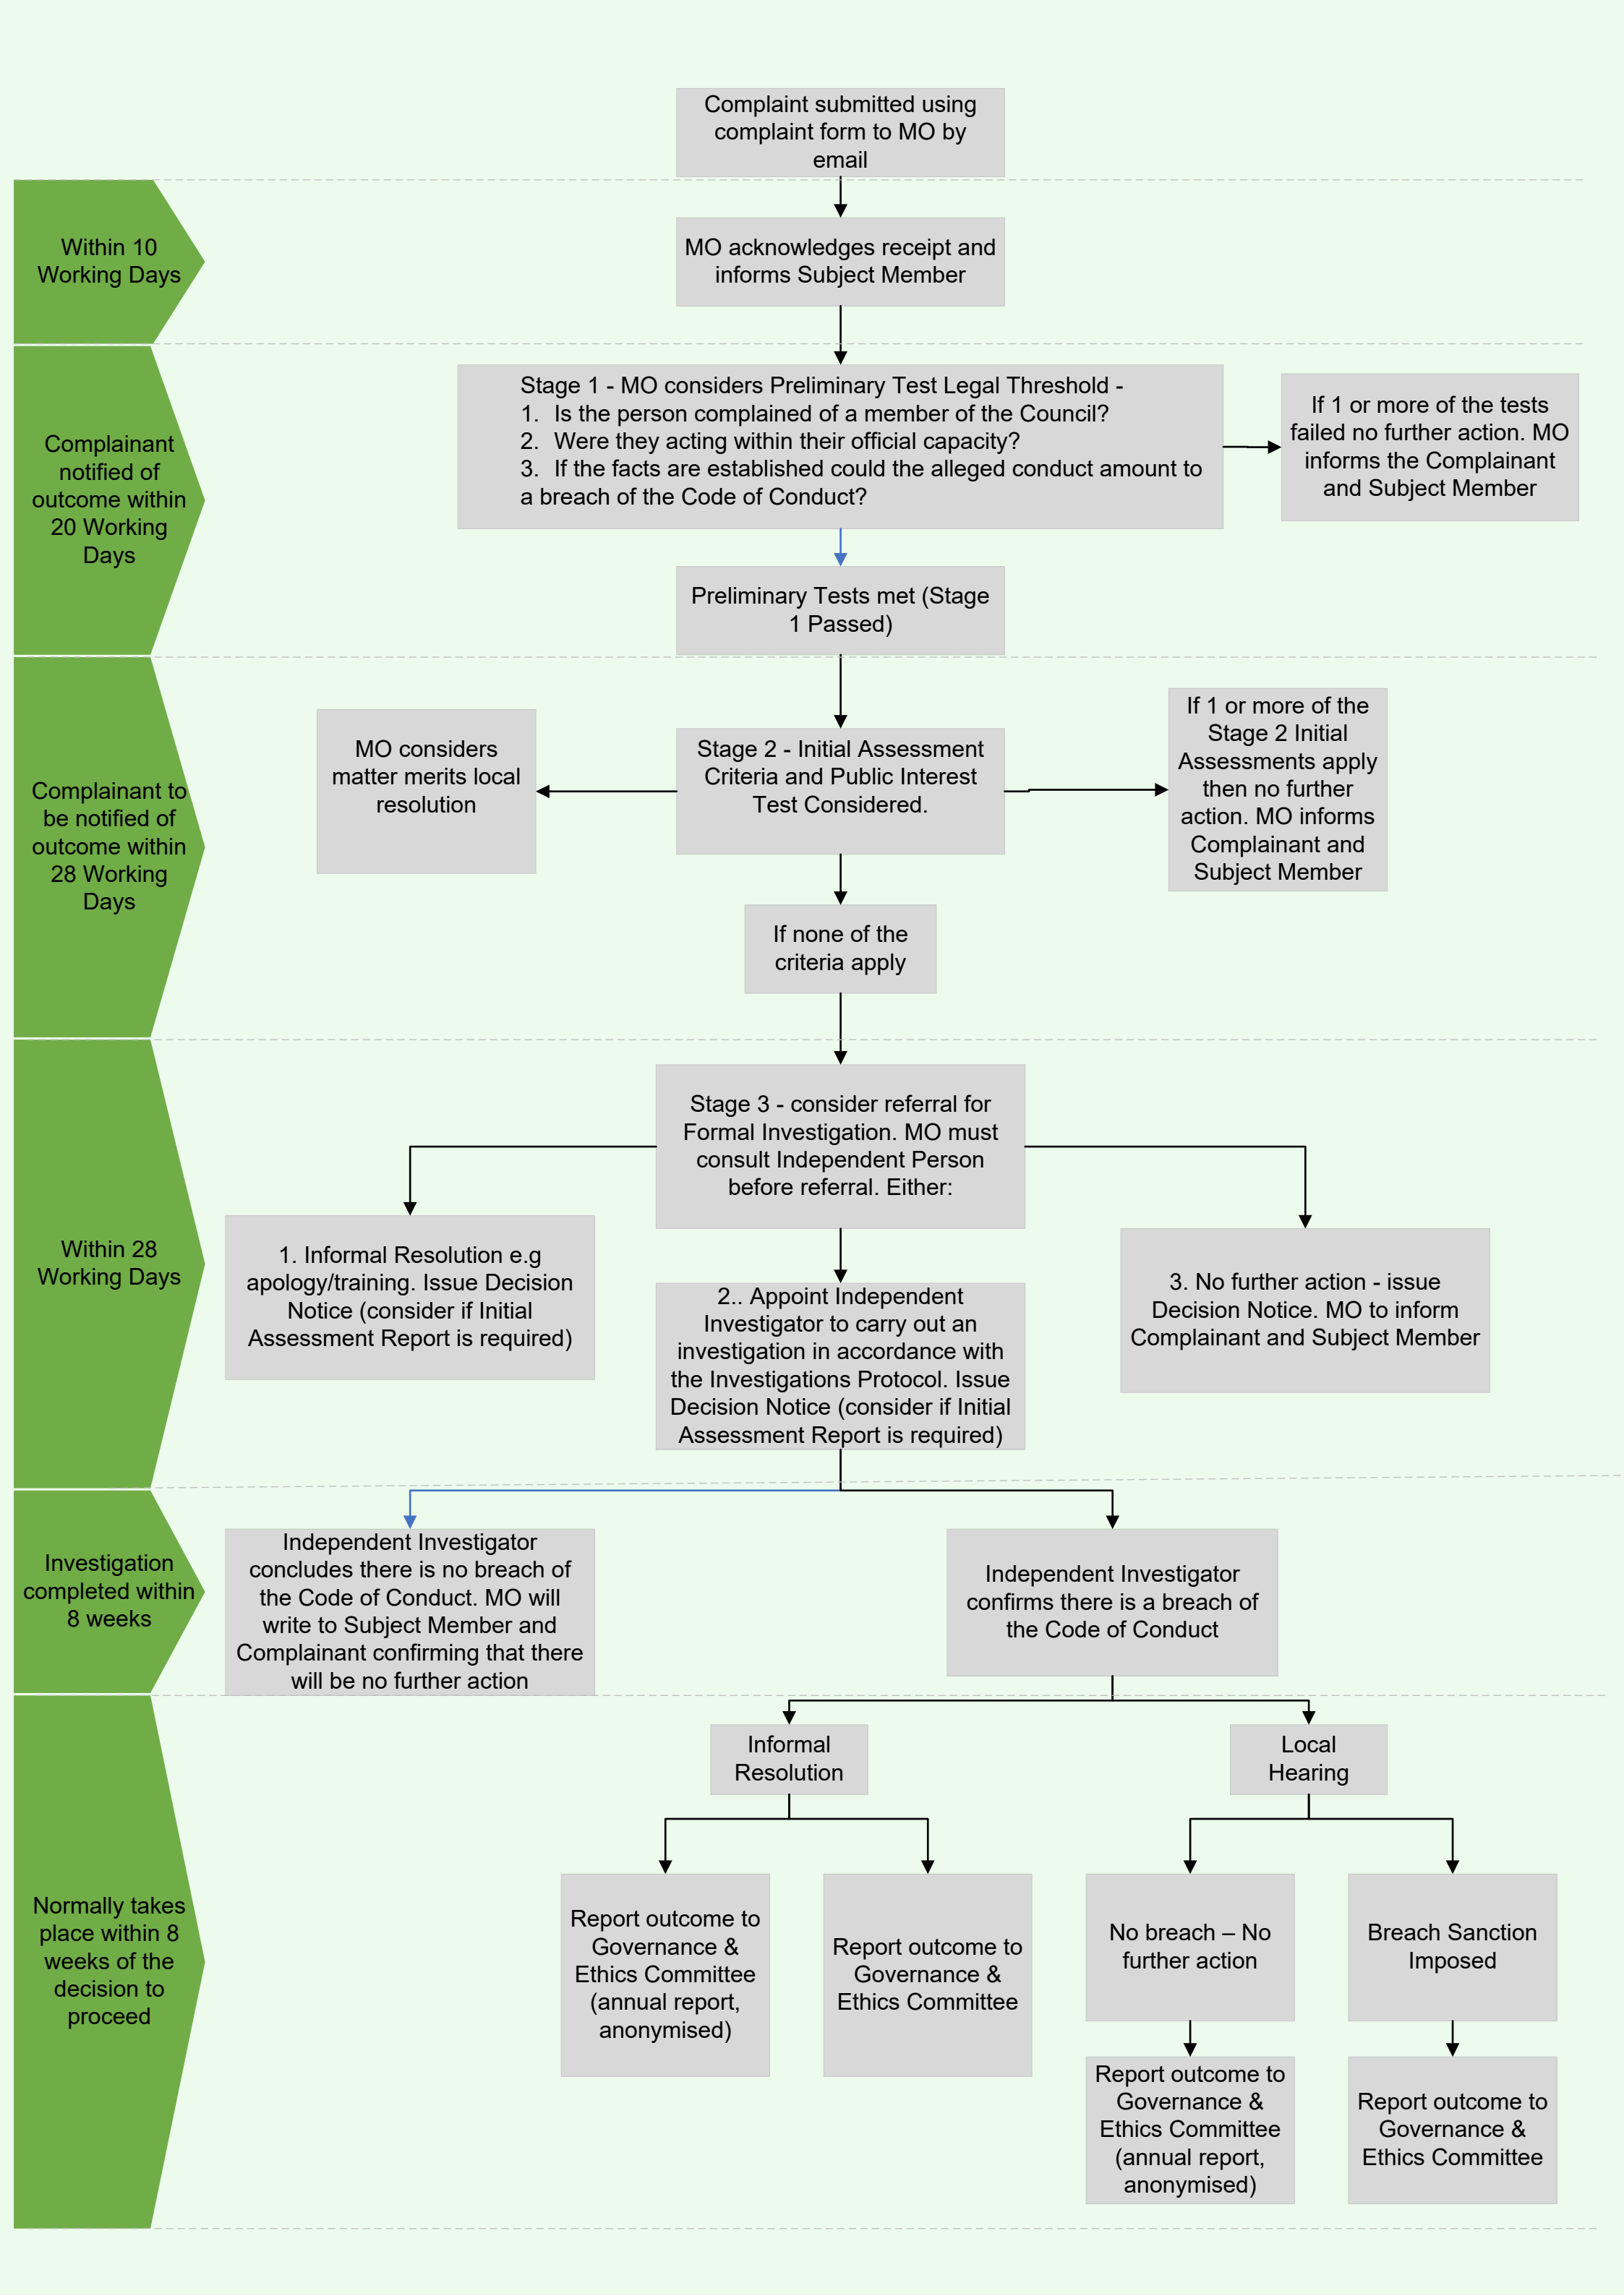 Complaint submitted using
complaint form to MO by
email
Within 10
Working Days
MO acknowledges receipt and
informs Subject Member
Complainant
notified of
outcome within
20 Working
Days
Stage 1 - MO considers Preliminary Test Legal Threshold -
1. Is the person complained of a member of the Council?
2. Were they acting within their official capacity?
3. If the facts are established could the alleged conduct amount to
a breach of the Code of Conduct?
If 1 or more of the tests
failed no further action. MO
informs the Complainant
and Subject Member
Preliminary Tests met (Stage
1 Passed)
Complainant to
be notified of
outcome within
28 Working
Days
MO considers
matter merits local
resolution
Stage 2 - Initial Assessment
Criteria and Public Interest
Test Considered.
If 1 or more of the
Stage 2 Initial
Assessments apply
then no further
action. MO informs
Complainant and
Subject Member
If none of the
criteria apply
Within 28
Working Days
Stage 3 - consider referral for
Formal Investigation. MO must
consult Independent Person
before referral. Either:
1. Informal Resolution e.g
apology/training. Issue Decision
Notice (consider if Initial
Assessment Report is required)
2.. Appoint Independent
Investigator to carry out an
investigation in accordance with
the Investigations Protocol. Issue
Decision Notice (consider if Initial
Assessment Report is required)
3. No further action - issue
Decision Notice. MO to inform
Complainant and Subject Member
Investigation
completed within
8 weeks
Independent Investigator
concludes there is no breach of
the Code of Conduct. MO will
write to Subject Member and
Complainant confirming that there
will be no further action
Independent Investigator
confirms there is a breach of
the Code of Conduct
Normally takes
place within 8
weeks of the
decision to
proceed
Informal
Resolution
Local
Hearing
Report outcome to
Governance &
Ethics Committee
(annual report,
anonymised)
Report outcome to
Governance &
Ethics Committee
No breach – No
further action
Breach Sanction
Imposed
Report outcome to
Governance &
Ethics Committee
(annual report,
anonymised)
Report outcome to
Governance &
Ethics Committee